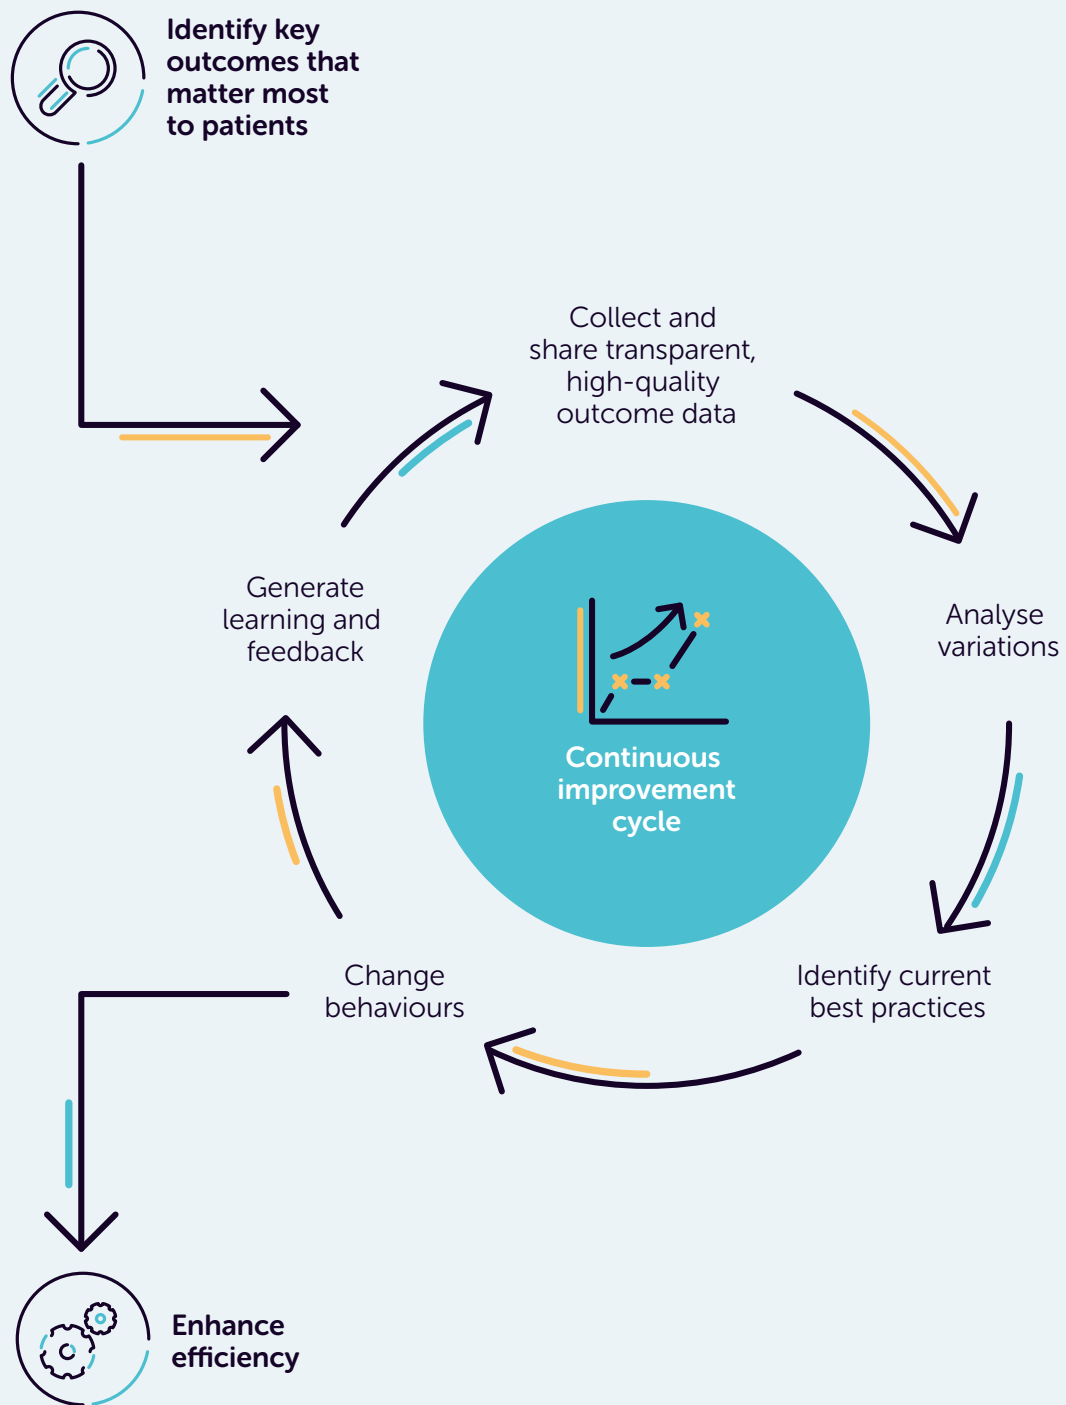 Identify key
outcomes that
matter most
to patients
Collect and
share transparent,
high-quality
outcome data
Analyse
variations
Identify current
best practices
Change
behaviours
Generate
learning and
feedback
Continuous
improvement
cycle
Enhance
efficiency